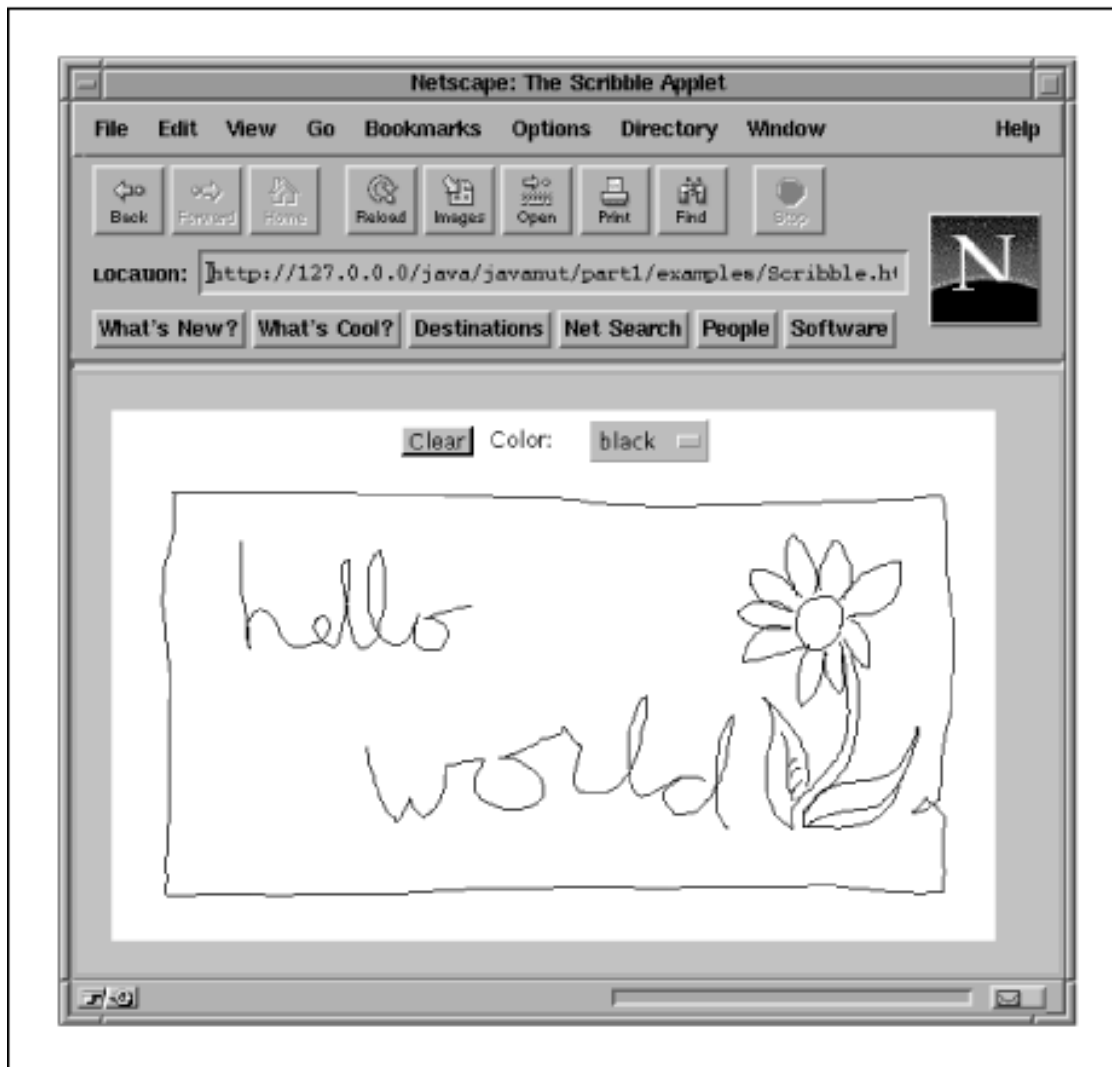 Netscape: The Scribble Applet
File Edit View Go Bookmarks Options Directory Window Help
Back Forward Home Reload Images Open Print Find Stop
N
Location: http://127.0.0.0/java/javanut/part1/examples/Scribble.ht
What's New? What's Cool? Destinations Net Search People Software
Clear Color: black
hello
world